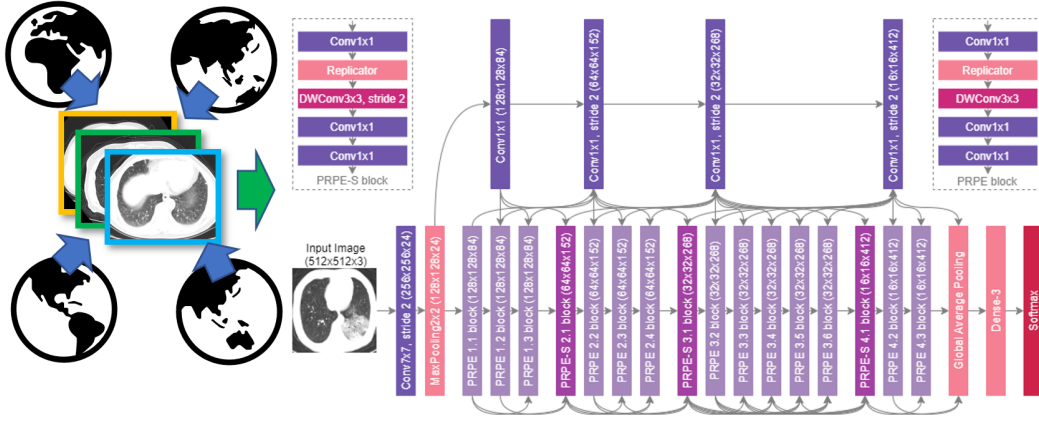 Conv1x1
Replicator
DWConv3x3, stride 2
Conv1x1
Conv1x1
PRPE-S block
Conv1x1 (128x128x84)
Conv1x1, stride 2 (64x64x152)
Conv1x1, stride 2 (32x32x268)
Conv1x1, stride 2 (16x16x412)
Conv1x1
Replicator
DWConv3x3
Conv1x1
Conv1x1
PRPE block
Input Image
(512x512x3)
Conv7x7, stride 2 (256x256x24)
MaxPooling2x2 (128x128x24)
PRPE 1.1 block (128x128x84)
PRPE 1.2 block (128x128x84)
PRPE 1.3 block (128x128x84)
PRPE-S 2.1 block (64x64x152)
PRPE 2.2 block (64x64x152)
PRPE 2.3 block (64x64x152)
PRPE 2.4 block (64x64x152)
PRPE-S 3.1 block (32x32x268)
PRPE 3.2 block (32x32x268)
PRPE 3.3 block (32x32x268)
PRPE 3.4 block (32x32x268)
PRPE 3.5 block (32x32x268)
PRPE 3.6 block (32x32x268)
PRPE-S 4.1 block (16x16x412)
PRPE 4.2 block (16x16x412)
PRPE 4.3 block (16x16x412)
Global Average Pooling
Dense-3
Softmax